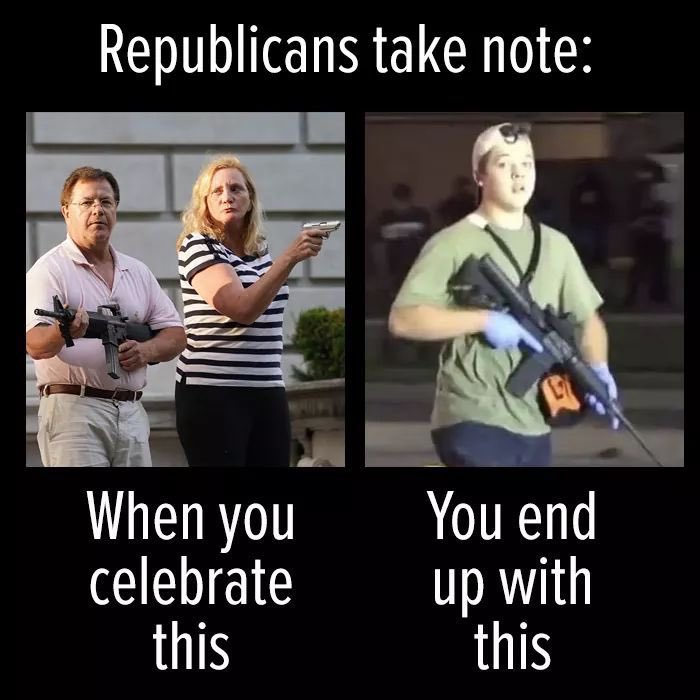 Republicans take note:
When you
celebrate
this
You end
up with
this